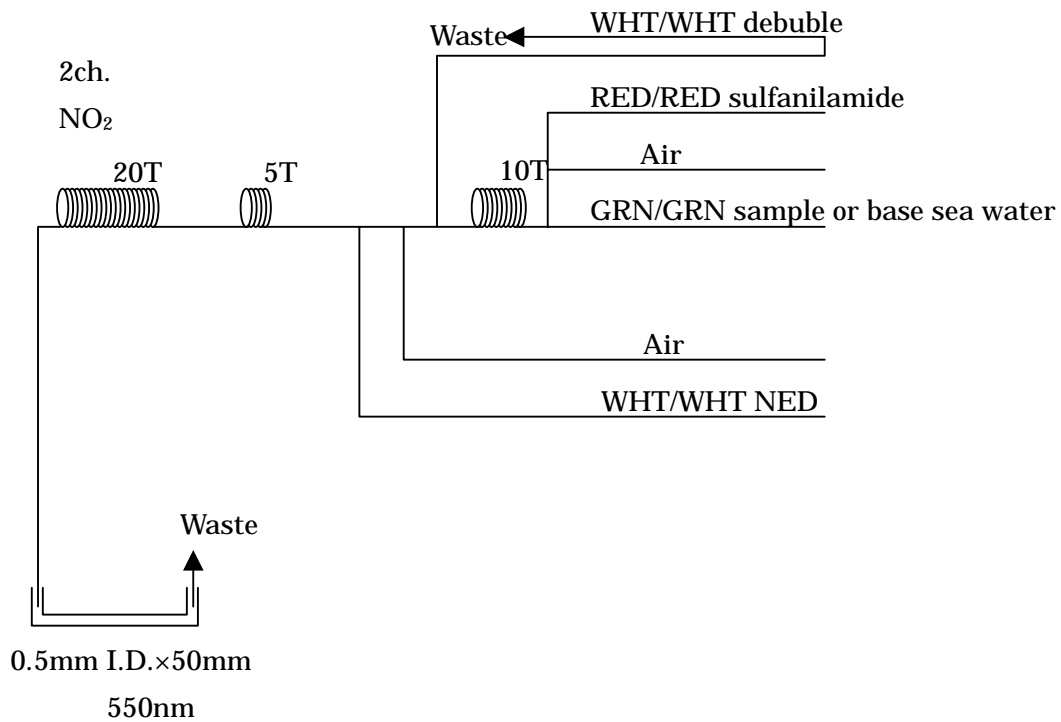 WHT/WHT debuble
Waste
2ch.
NO₂
RED/RED sulfanilamide
20T
5T
10T
Air
GRN/GRN sample or base sea water
Air
WHT/WHT NED
Waste
0.5mm I.D.×50mm
550nm